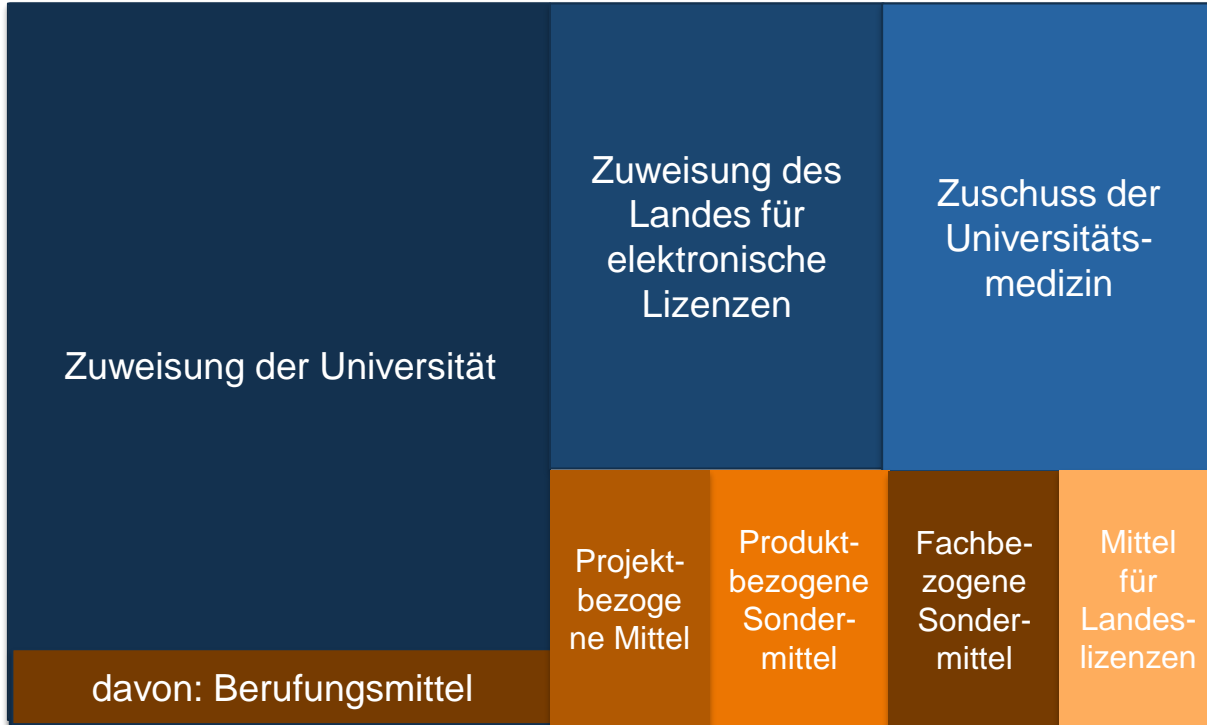 Zuweisung der Universität
davon: Berufungsmittel
Zuweisung des
Landes für
elektronische
Lizenzen
Zuschuss der
Universitäts-
medizin
Projekt-
bezoge
ne Mittel
Produkt-
bezogene
Sonder-
mittel
Fachbe-
zogene
Sonder-
mittel
Mittel
für
Landes-
lizenzen